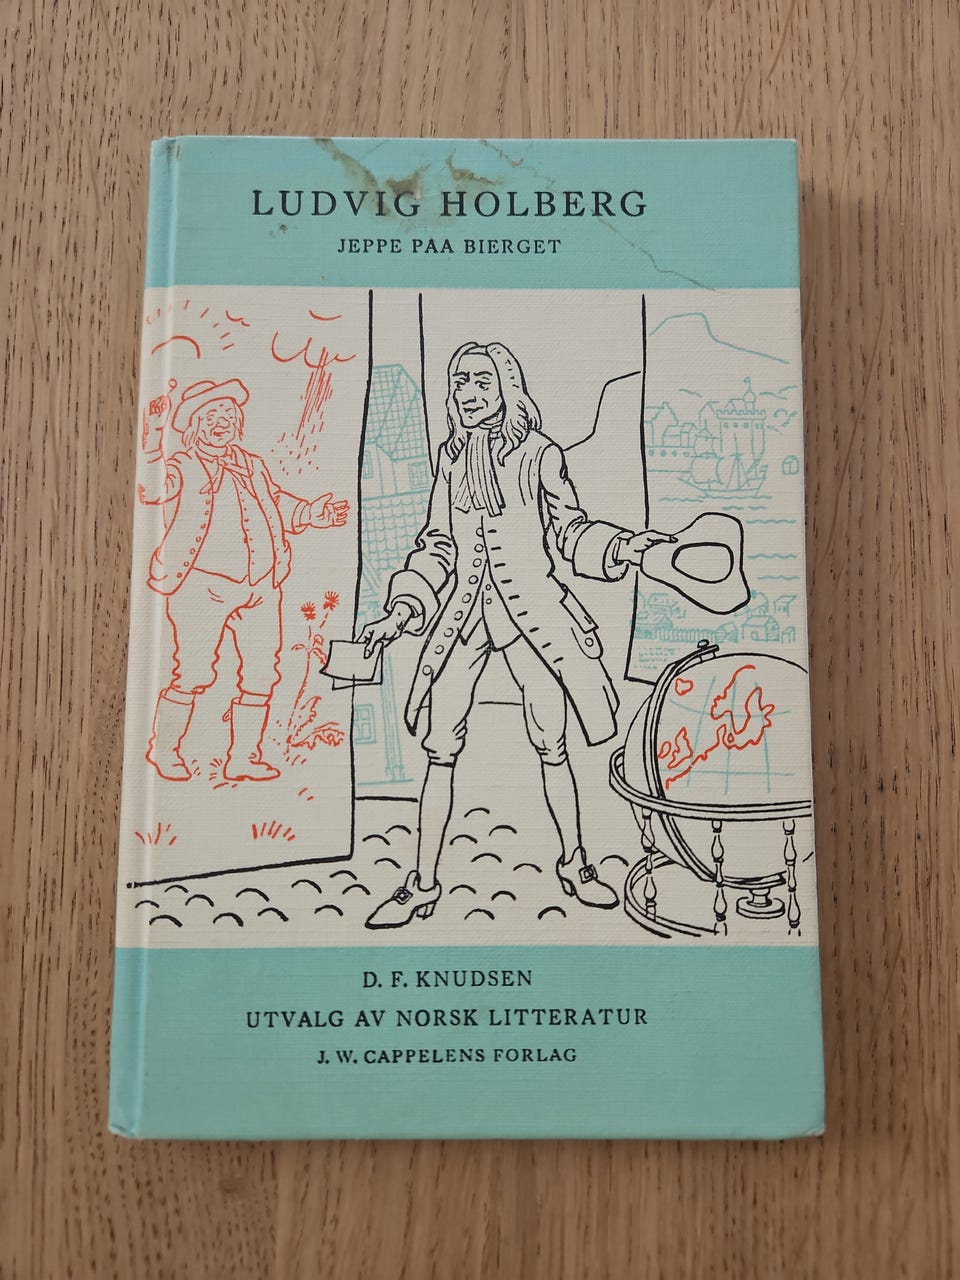 LUDVIG HOLBERG
JEPPE PAA BIERGET
D. F. KNUDSEN
UTVALG AV NORSK LITTERATUR
J. W. CAPPELENS FORLAG